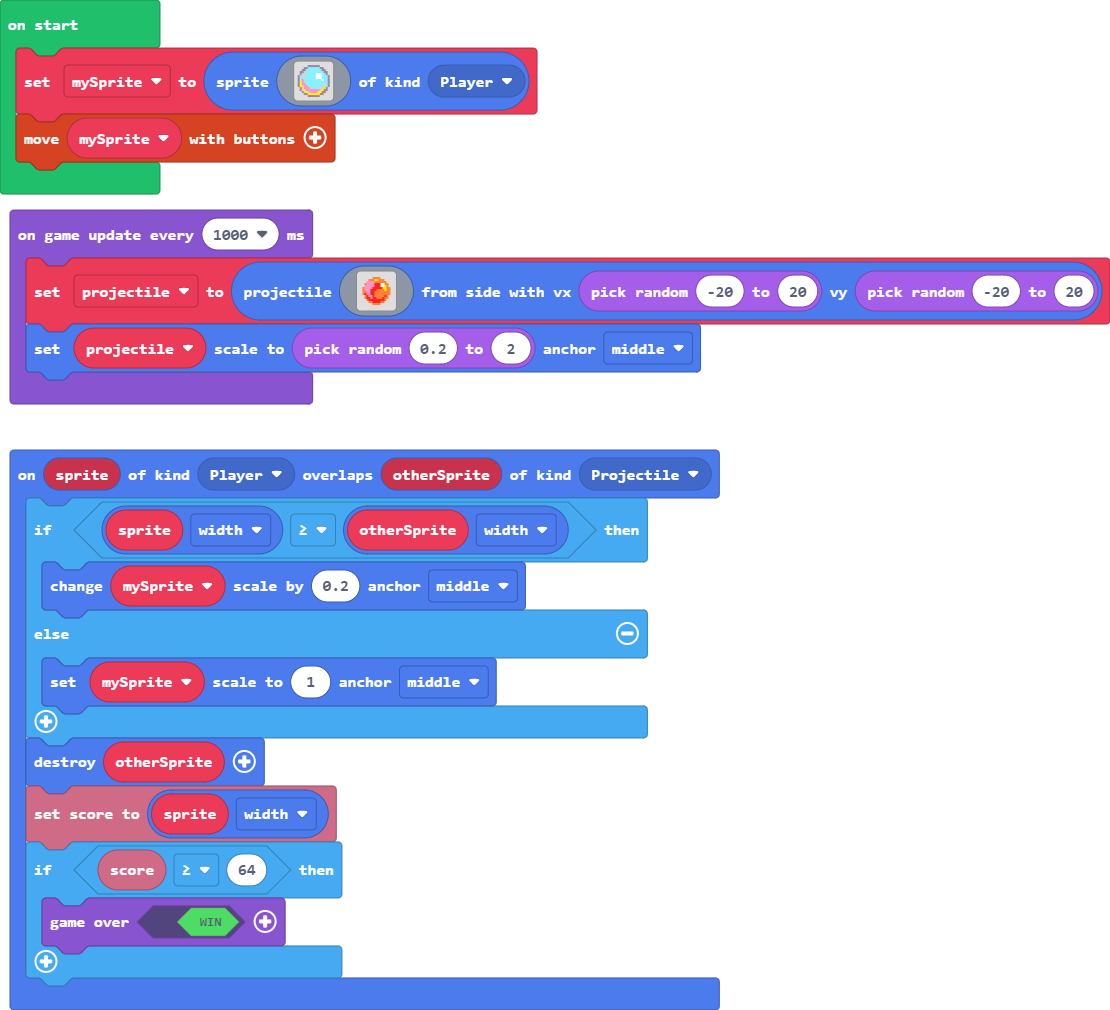 on start
set mySprite to sprite of kind Player
move mySprite with buttons
on game update every 1000 ms
set projectile to projectile from side with vx pick random -20 to 20 vy pick random -20 to 20
set projectile scale to pick random 0.2 to 2 anchor middle
on sprite of kind Player overlaps otherSprite of kind Projectile
if sprite width ≥ otherSprite width then
change mySprite scale by 0.2 anchor middle
else
set mySprite scale to 1 anchor middle
destroy otherSprite
set score to sprite width
if score ≥ 64 then
game over WIN